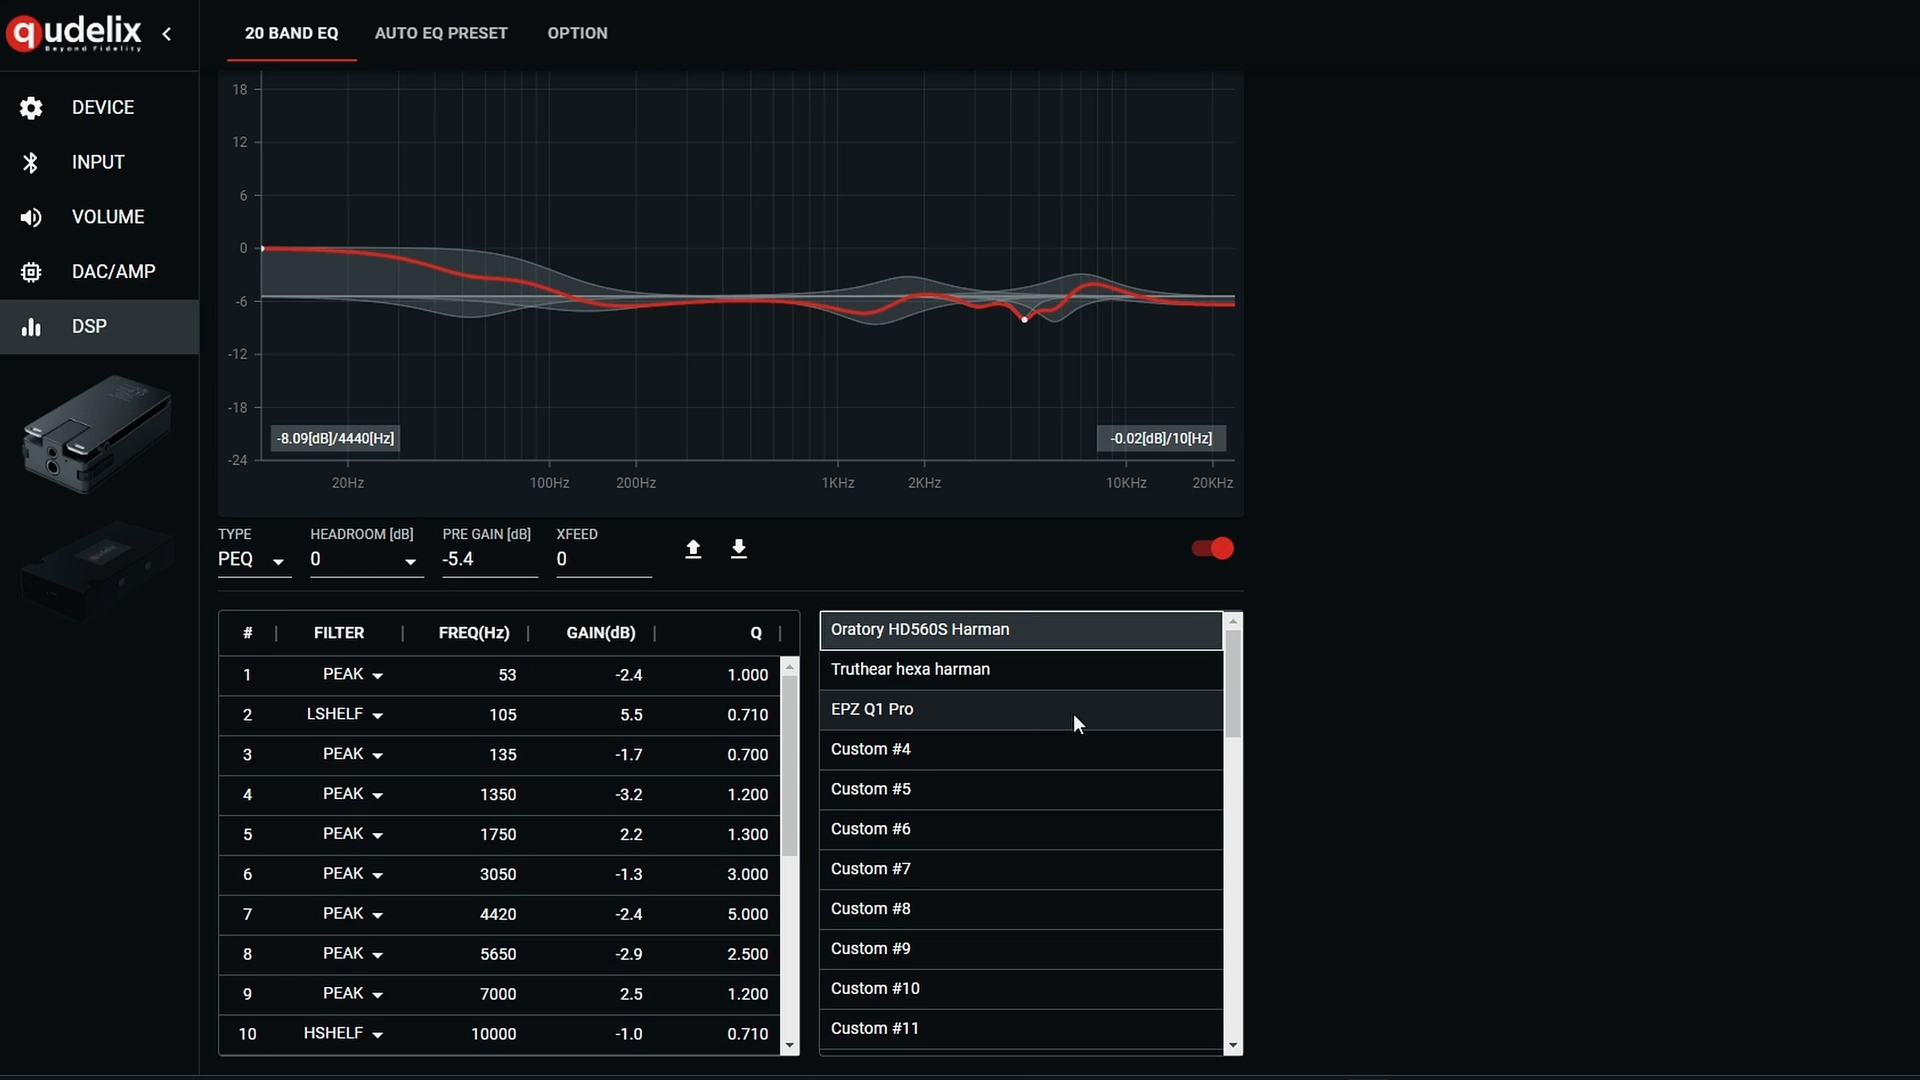 qudelix
Beyond Fidelity
20 BAND EQ
AUTO EQ PRESET
OPTION
DEVICE
INPUT
VOLUME
DAC/AMP
DSP
18
12
6
0
-6
-12
-18
-24
-8.09[dB]/4440[Hz]
-0.02[dB]/10[Hz]
20Hz 100Hz 200Hz 1KHz 2KHz 10KHz 20KHz
TYPE HEADROOM [dB] PRE GAIN [dB] XFEED
PEQ 0 -5.4 0
# FILTER FREQ(Hz) GAIN(dB) Q
1 PEAK 53 -2.4 1.000
2 LSHELF 105 5.5 0.710
3 PEAK 135 -1.7 0.700
4 PEAK 1350 -3.2 1.200
5 PEAK 1750 2.2 1.300
6 PEAK 3050 -1.3 3.000
7 PEAK 4420 -2.4 5.000
8 PEAK 5650 -2.9 2.500
9 PEAK 7000 2.5 1.200
10 HSHELF 10000 -1.0 0.710
Oratory HD560S Harman
Truthear hexa harman
EPZ Q1 Pro
Custom #4
Custom #5
Custom #6
Custom #7
Custom #8
Custom #9
Custom #10
Custom #11